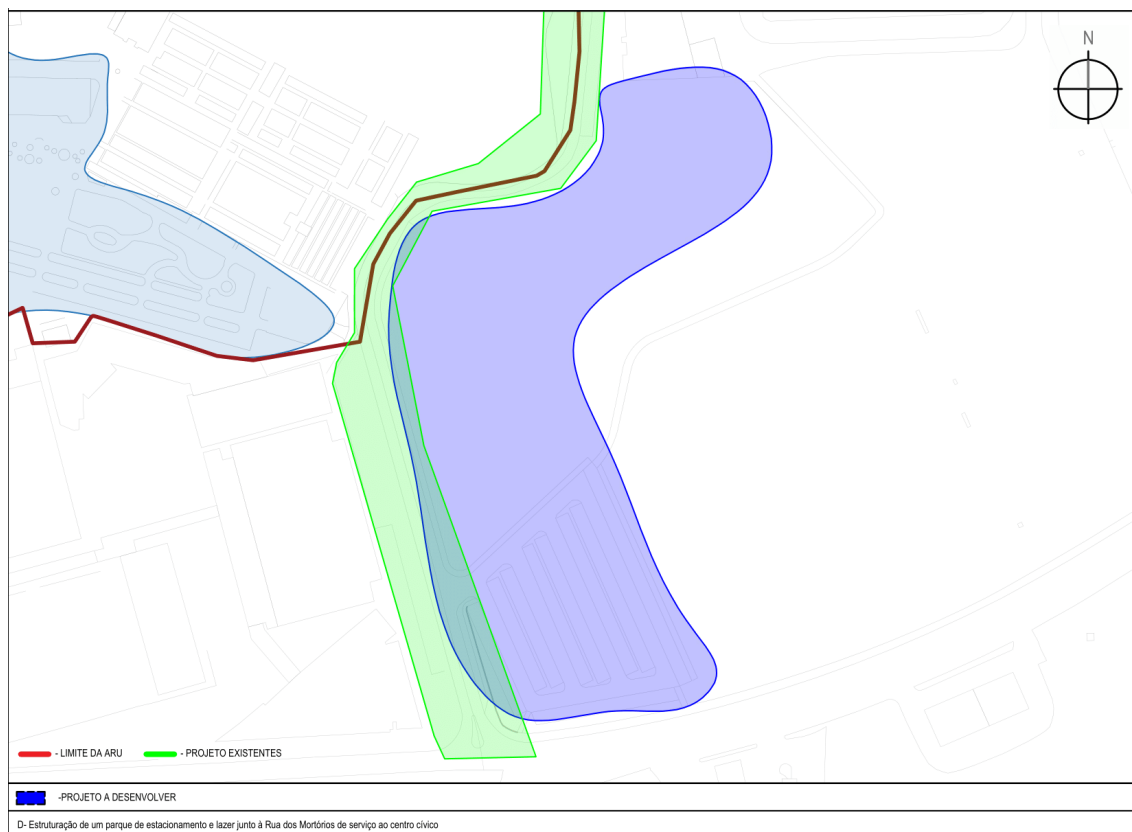 N
- LIMITE DA ARU
- PROJETO EXISTENTES
-PROJETO A DESENVOLVER
D- Estruturação de um parque de estacionamento e lazer junto à Rua dos Mortórios de serviço ao centro cívico